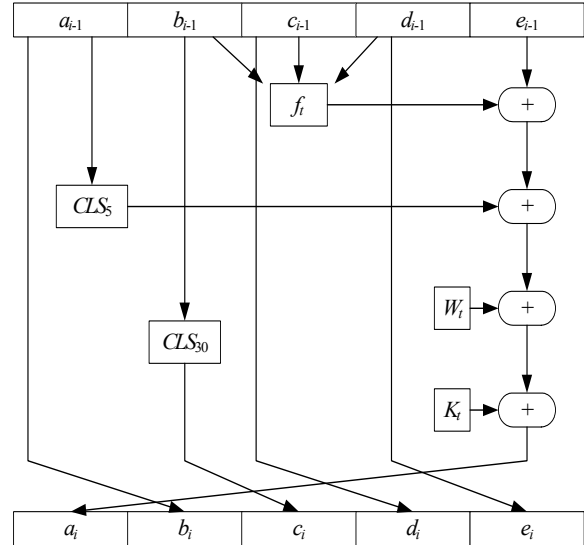 a_{i-1} b_{i-1} c_{i-1} d_{i-1} e_{i-1}
f_t +
CLS_5 +
W_t +
CLS_30
K_t +
a_i b_i c_i d_i e_i